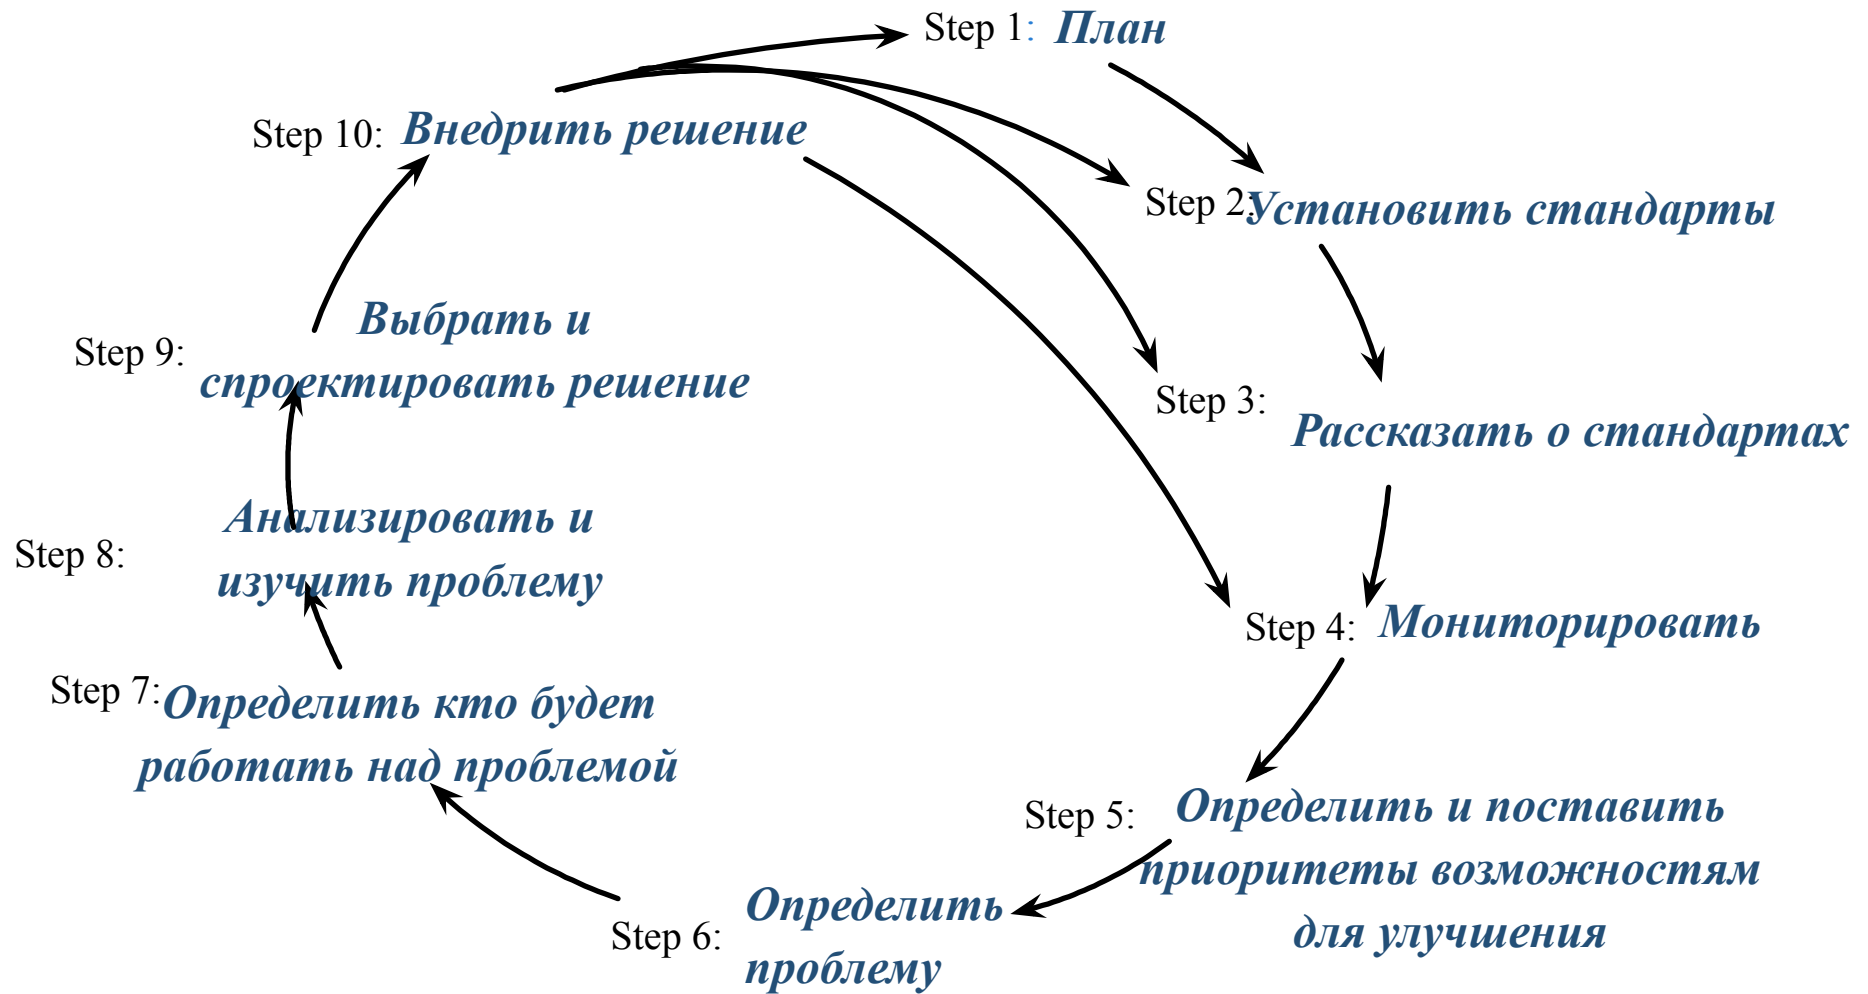 Step 1: План
Step 2: Установить стандарты
Step 3: Рассказать о стандартах
Step 4: Мониторировать
Step 5: Определить и поставить
приоритеты возможностям
для улучшения
Step 6: Определить
проблему
Step 7: Определить кто будет
работать над проблемой
Step 8: Анализировать и
изучить проблему
Step 9: Выбрать и
спроектировать решение
Step 10: Внедрить решение